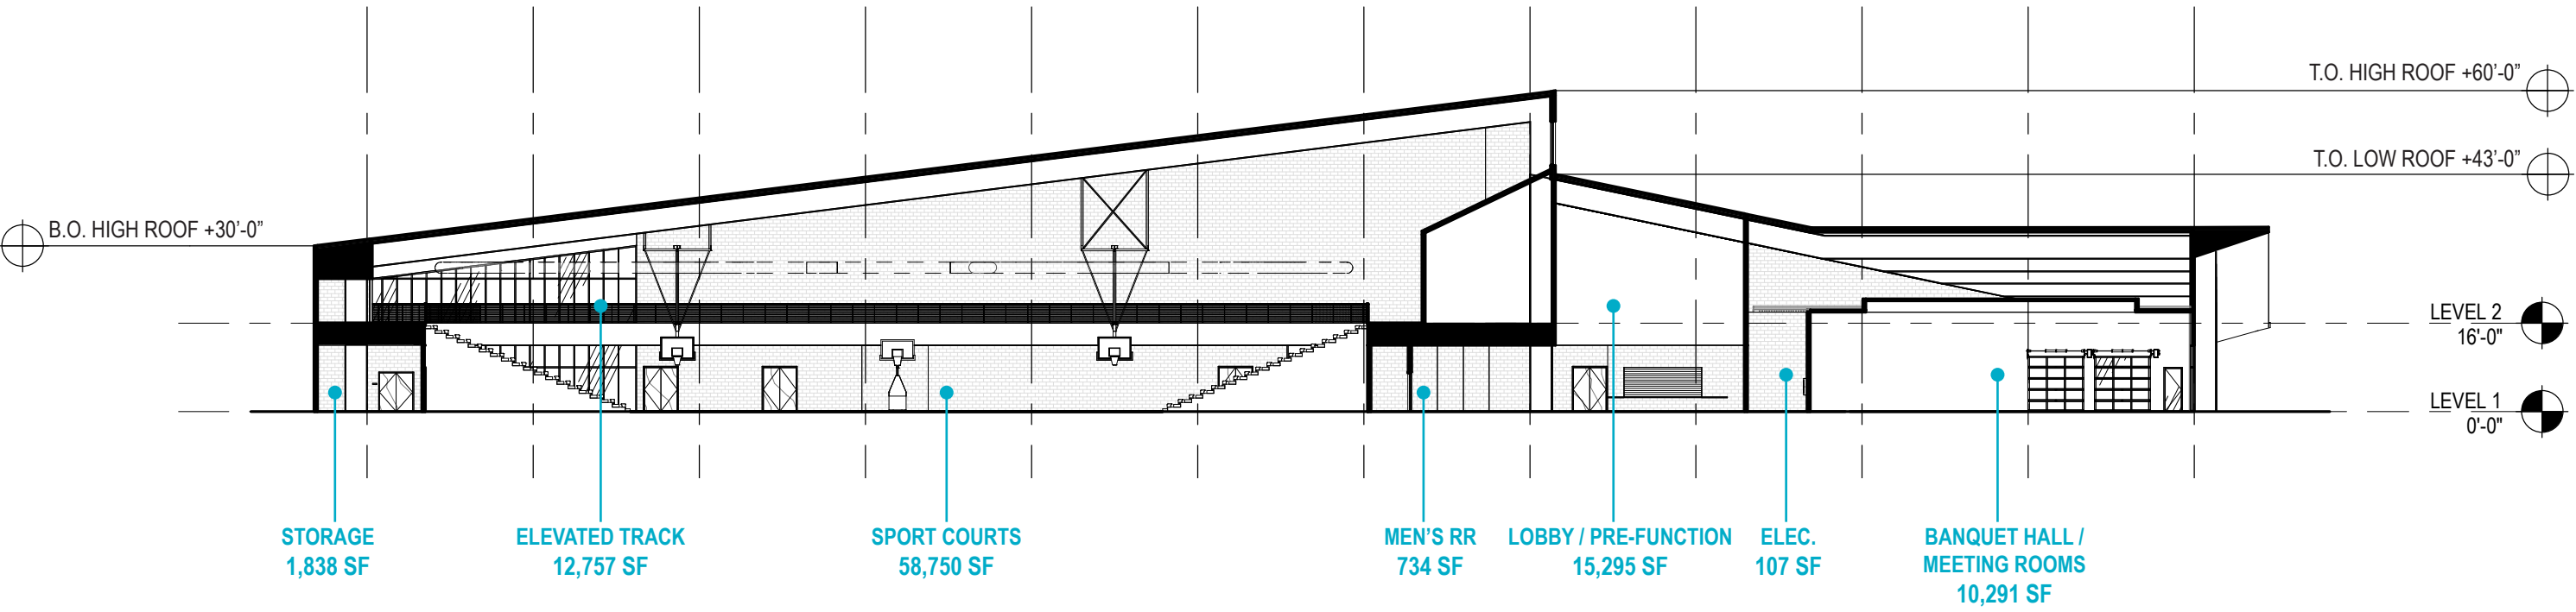 T.O. HIGH ROOF +60’-0”
T.O. LOW ROOF +43’-0”
B.O. HIGH ROOF +30’-0”
LEVEL 2
16'-0"
LEVEL 1
0'-0"
STORAGE
1,838 SF
ELEVATED TRACK
12,757 SF
SPORT COURTS
58,750 SF
MEN’S RR
734 SF
LOBBY / PRE-FUNCTION
15,295 SF
ELEC.
107 SF
BANQUET HALL /
MEETING ROOMS
10,291 SF